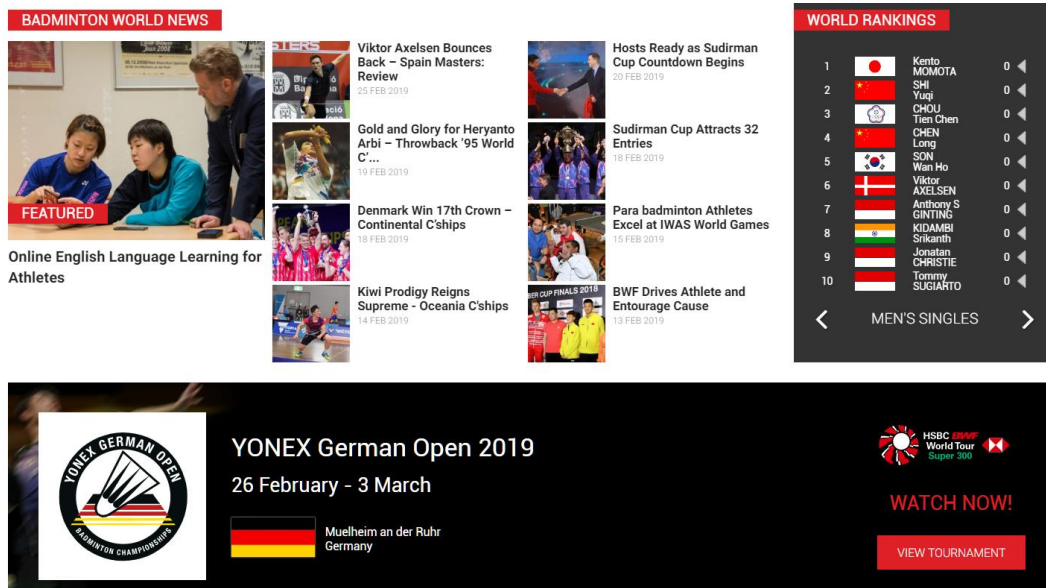 BADMINTON WORLD NEWS
FEATURED
Online English Language Learning for
Athletes
Viktor Axelsen Bounces
Back – Spain Masters:
Review
25 FEB 2019
Gold and Glory for Heryanto
Arbi – Throwback '95 World
C'...
19 FEB 2019
Denmark Win 17th Crown –
Continental C'ships
18 FEB 2019
Kiwi Prodigy Reigns
Supreme - Oceania C'ships
14 FEB 2019
Hosts Ready as Sudirman
Cup Countdown Begins
20 FEB 2019
Sudirman Cup Attracts 32
Entries
18 FEB 2019
Para badminton Athletes
Excel at IWAS World Games
15 FEB 2019
BWF Drives Athlete and
Entourage Cause
13 FEB 2019
WORLD RANKINGS
1 Kento MOMOTA 0
2 SHI Yuqi 0
3 CHOU Tien Chen 0
4 CHEN Long 0
5 SON Wan Ho 0
6 Viktor AXELSEN 0
7 Anthony S GINTING 0
8 KIDAMBI Srikanth 0
9 Jonatan CHRISTIE 0
10 Tommy SUGIARTO 0
MEN'S SINGLES
YONEX GERMAN OPEN
BADMINTON CHAMPIONSHIPS
YONEX German Open 2019
26 February - 3 March
Muelheim an der Ruhr
Germany
HSBC BWF
World Tour
Super 300
WATCH NOW!
VIEW TOURNAMENT